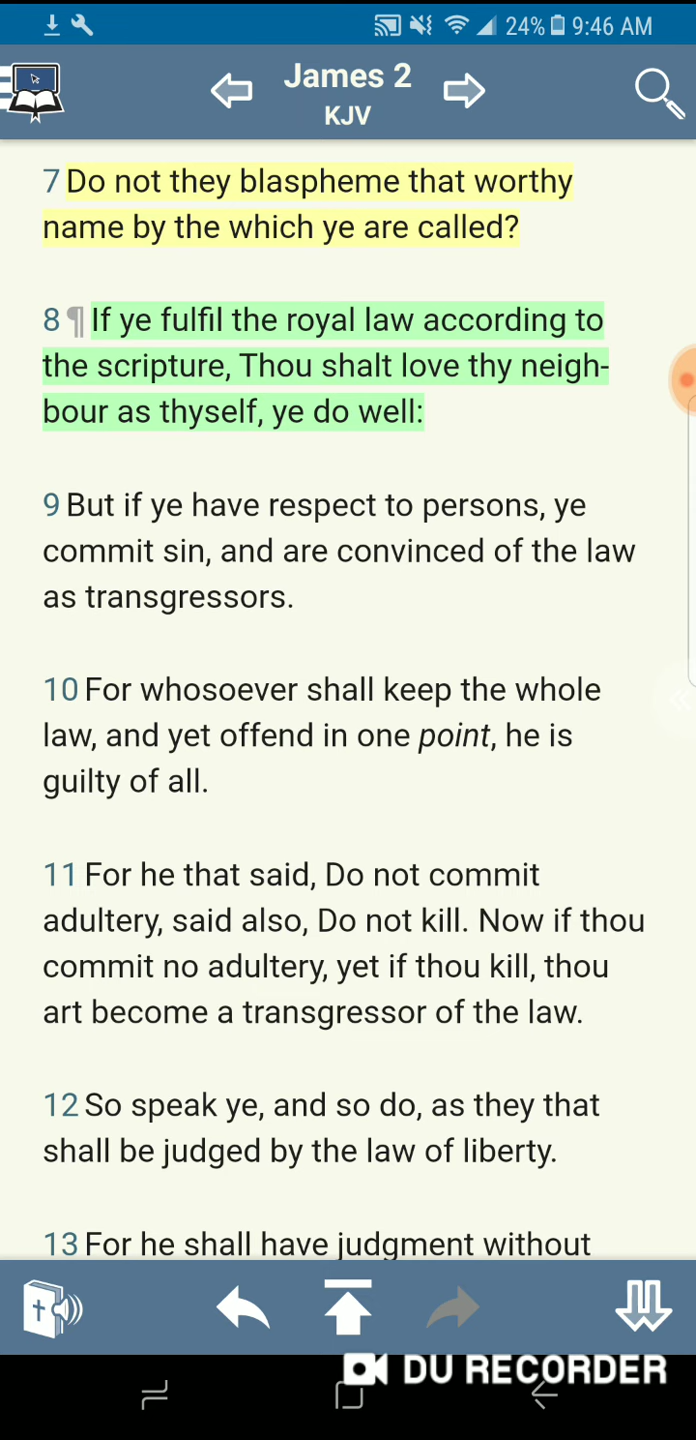 24% 9:46 AM
James 2
KJV
7 Do not they blaspheme that worthy
name by the which ye are called?
8 ¶ If ye fulfil the royal law according to
the scripture, Thou shalt love thy neigh-
bour as thyself, ye do well:
9 But if ye have respect to persons, ye
commit sin, and are convinced of the law
as transgressors.
10 For whosoever shall keep the whole
law, and yet offend in one point, he is
guilty of all.
11 For he that said, Do not commit
adultery, said also, Do not kill. Now if thou
commit no adultery, yet if thou kill, thou
art become a transgressor of the law.
12 So speak ye, and so do, as they that
shall be judged by the law of liberty.
13 For he shall have judgment without
DU RECORDER